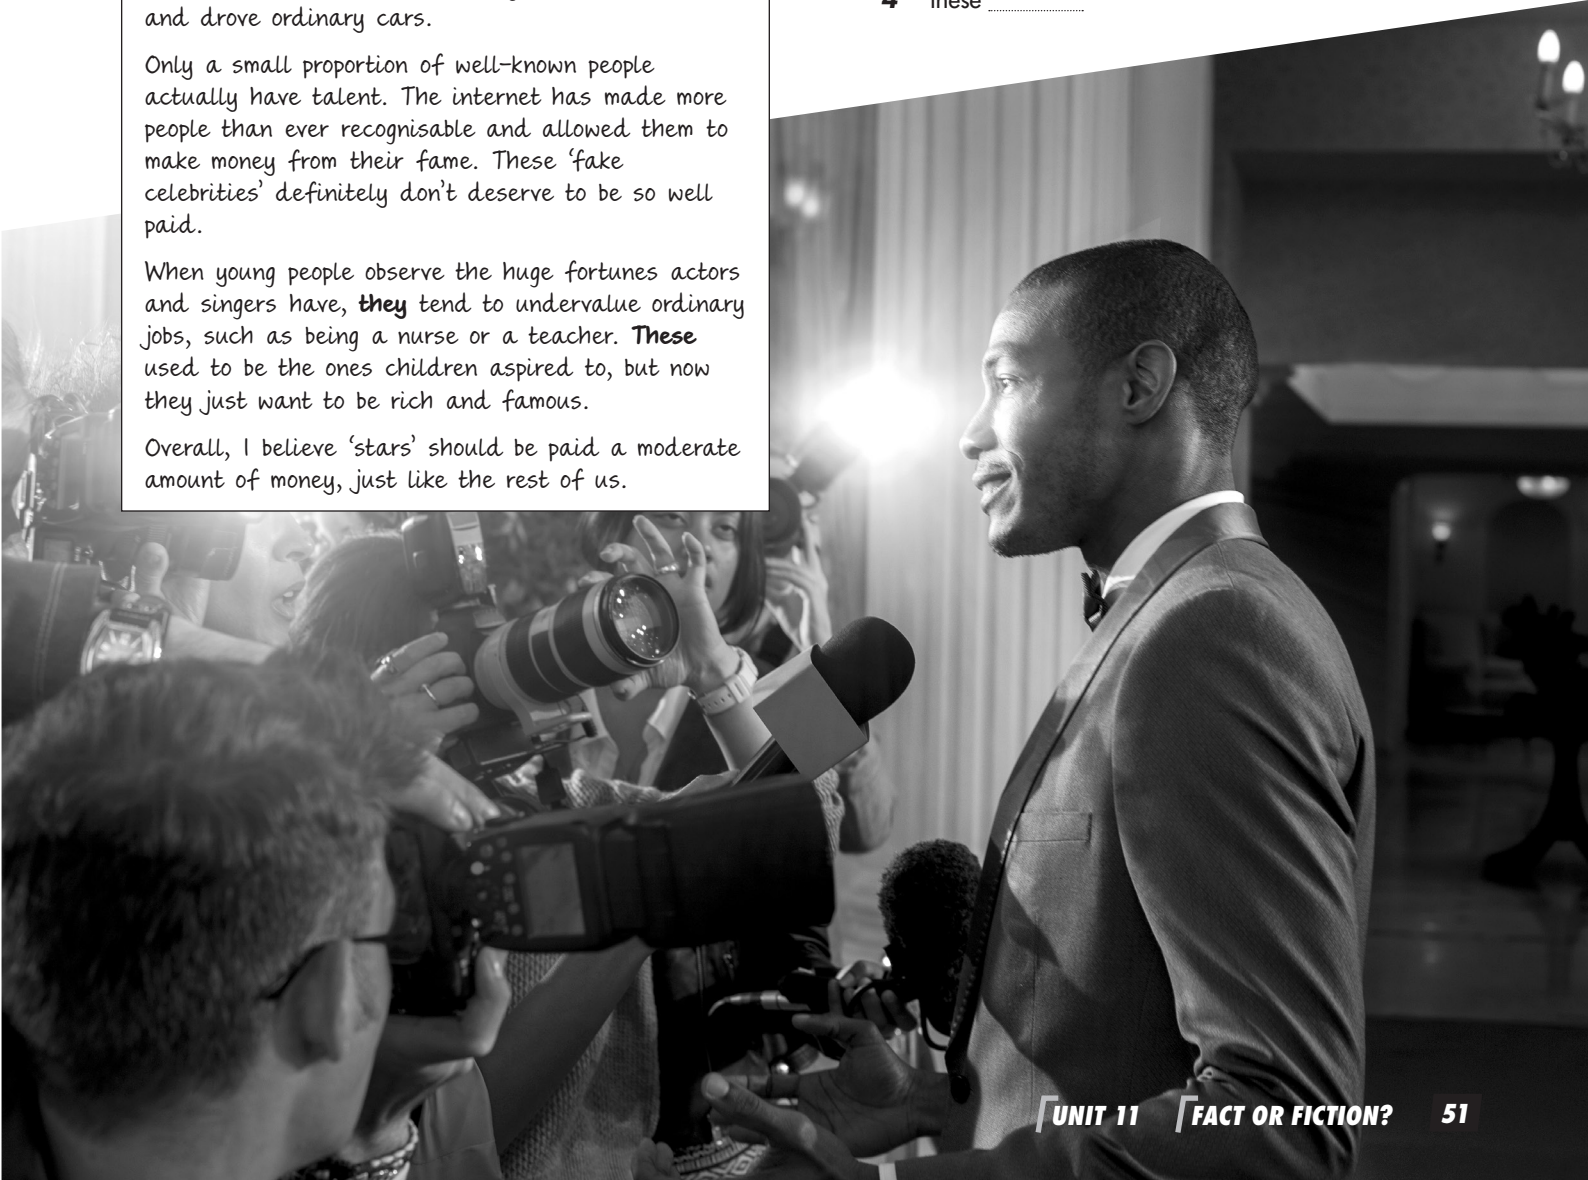 and drove ordinary cars.
Only a small proportion of well-known people
actually have talent. The internet has made more
people than ever recognisable and allowed them to
make money from their fame. These ‘fake
celebrities’ definitely don’t deserve to be so well
paid.
When young people observe the huge fortunes actors
and singers have, they tend to undervalue ordinary
jobs, such as being a nurse or a teacher. These
used to be the ones children aspired to, but now
they just want to be rich and famous.
Overall, I believe ‘stars’ should be paid a moderate
amount of money, just like the rest of us.
4 These
UNIT 11 FACT OR FICTION? 51